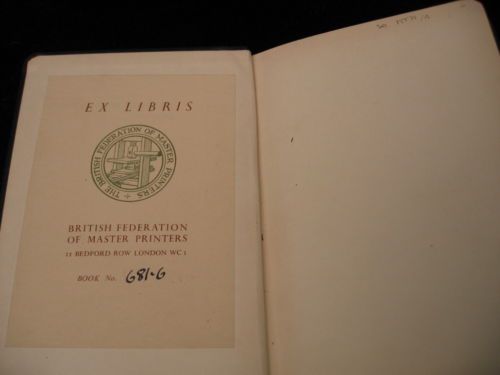 EX LIBRIS
THE BRITISH FEDERATION OF MASTER PRINTERS
BRITISH FEDERATION
OF MASTER PRINTERS
11 BEDFORD ROW LONDON WC1
BOOK No. 681·6